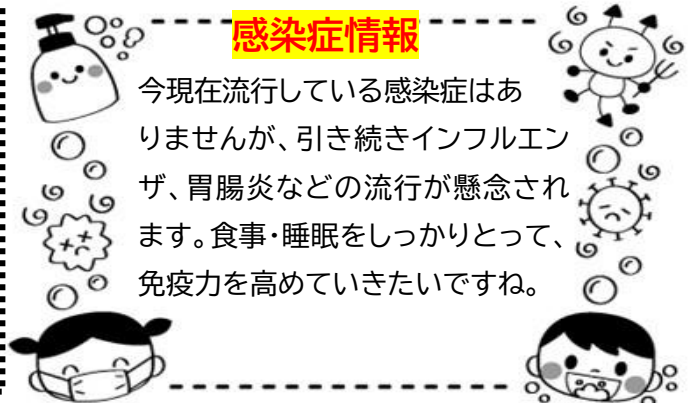 感染症情報
今現在流行している感染症はあ
りませんが、引き続きインフルエン
ザ、胃腸炎などの流行が懸念され
ます。食事・睡眠をしっかりとって、
免疫力を高めていきたいですね。